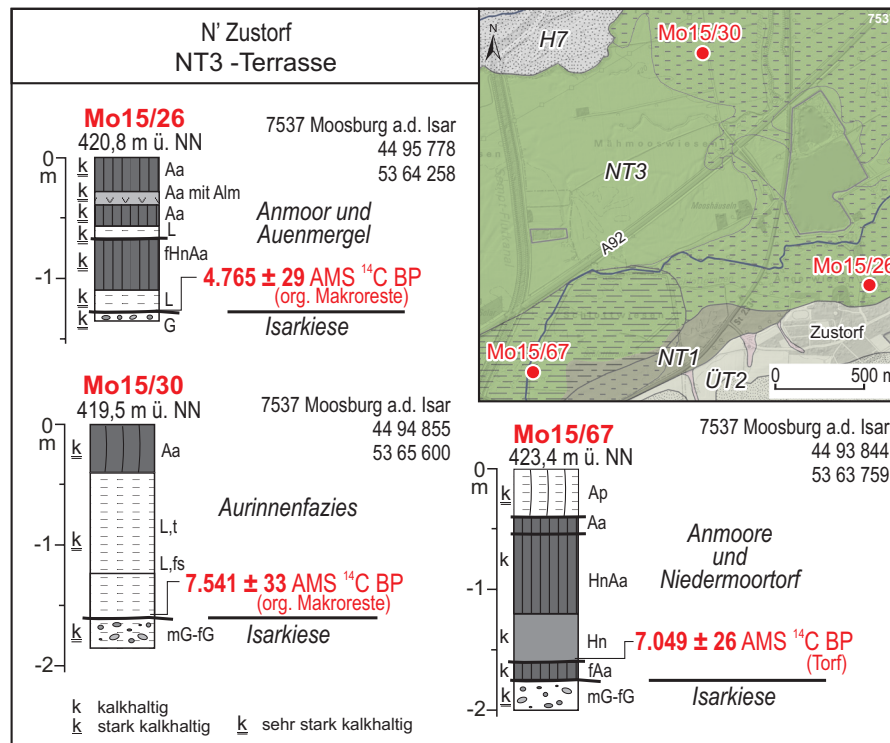 N' Zustorf
NT3 -Terrasse
Mo15/26
420,8 m ü. NN
7537 Moosburg a.d. Isar
44 95 778
53 64 258
0
m
-1
k
k
k
k
k
k
k
Aa
Aa mit Alm
Aa
L
fHnAa
L
G
Anmoor und
Auenmergel
4.765 ± 29 AMS 14C BP
(org. Makroreste)
Isarkiese
Mo15/30
419,5 m ü. NN
7537 Moosburg a.d. Isar
44 94 855
53 65 600
0
m
-1
-2
k
k
k
Aa
L,t
L,fs
mG-fG
Aurinnenfazies
7.541 ± 33 AMS 14C BP
(org. Makroreste)
Isarkiese
k kalkhaltig
k stark kalkhaltig k sehr stark kalkhaltig
7537
N
H7
Mo15/30
NT3
A92
Mo15/26
Zustorf
Mo15/67
NT1
ÜT2
0 500 m
Mo15/67
423,4 m ü. NN
7537 Moosburg a.d. Isar
44 93 844
53 63 759
0
m
-1
-2
k
k
k
k
k
Ap
Aa
HnAa
Hn
fAa
mG-fG
Anmoore
und
Niedermoortorf
7.049 ± 26 AMS 14C BP
(Torf)
Isarkiese